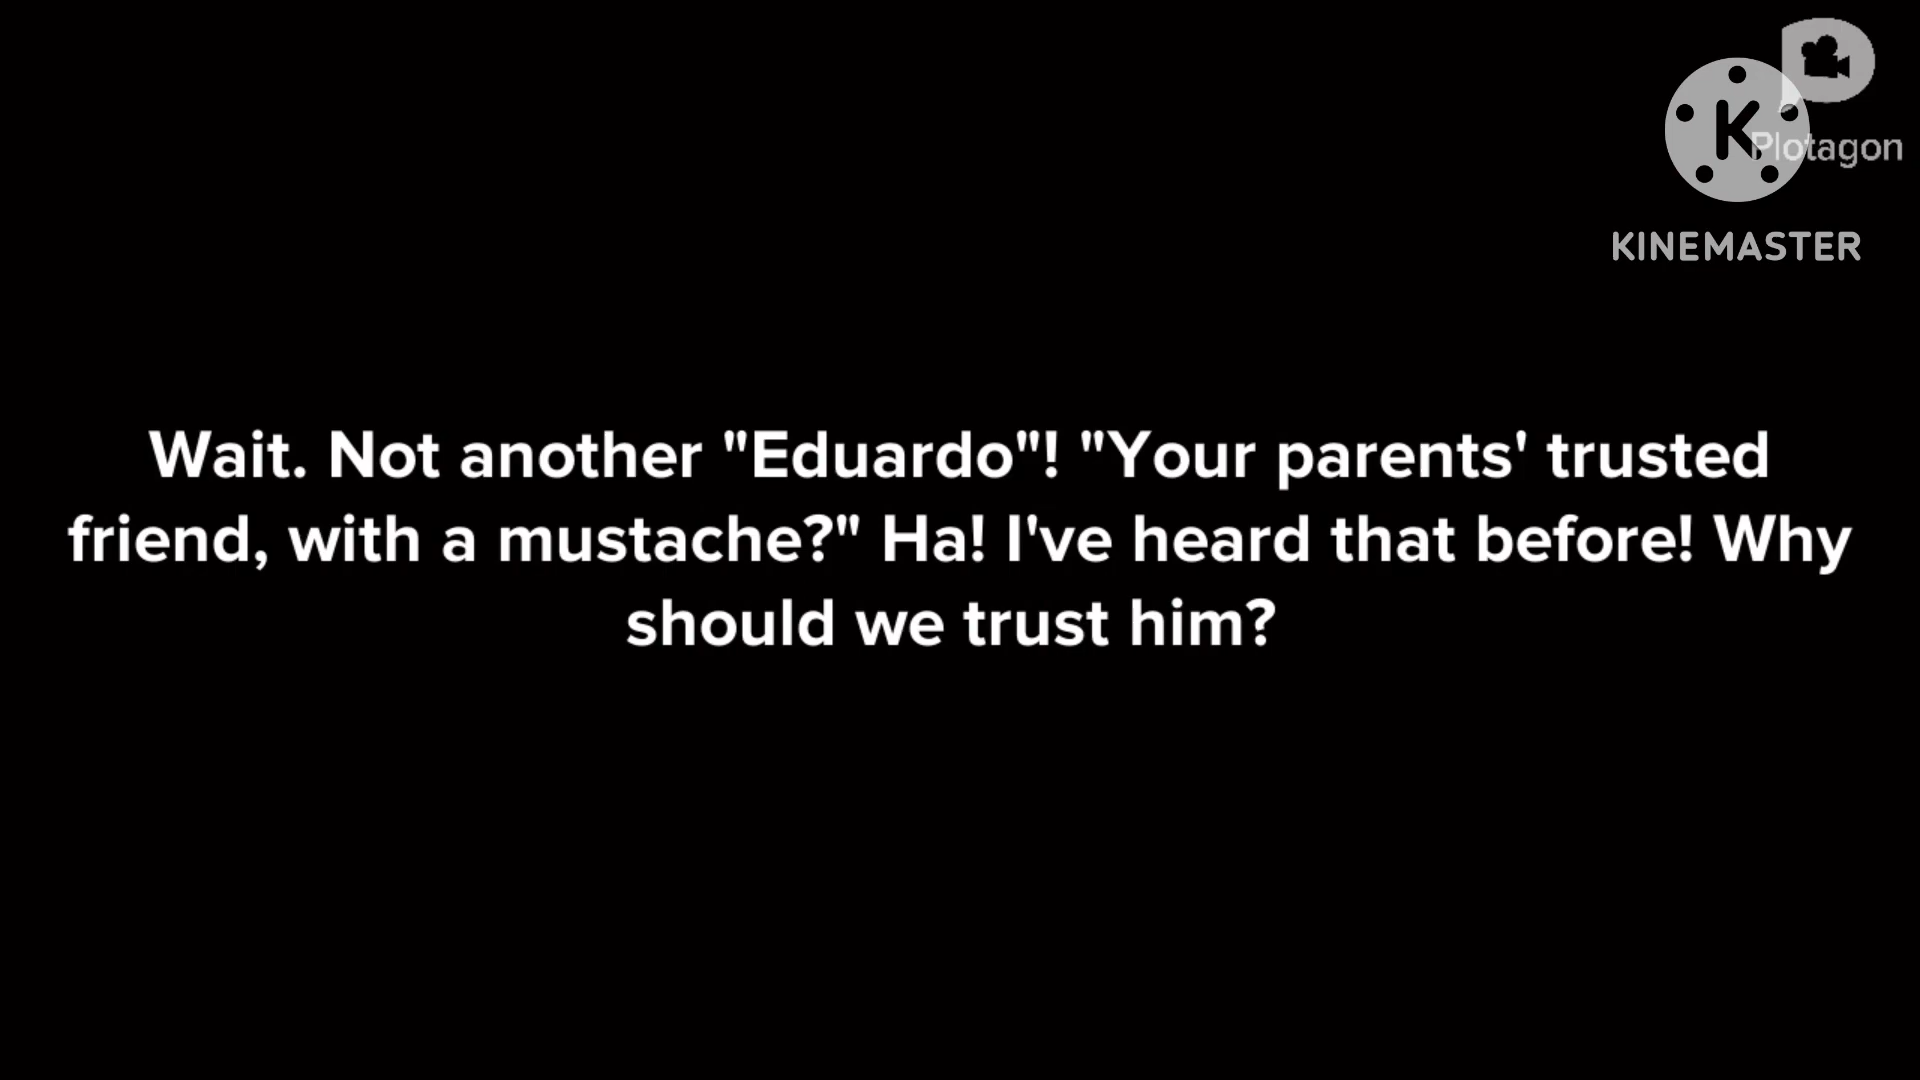 K
Plotagon
KINEMASTER
Wait. Not another "Eduardo"! "Your parents' trusted
friend, with a mustache?" Ha! I've heard that before! Why
should we trust him?